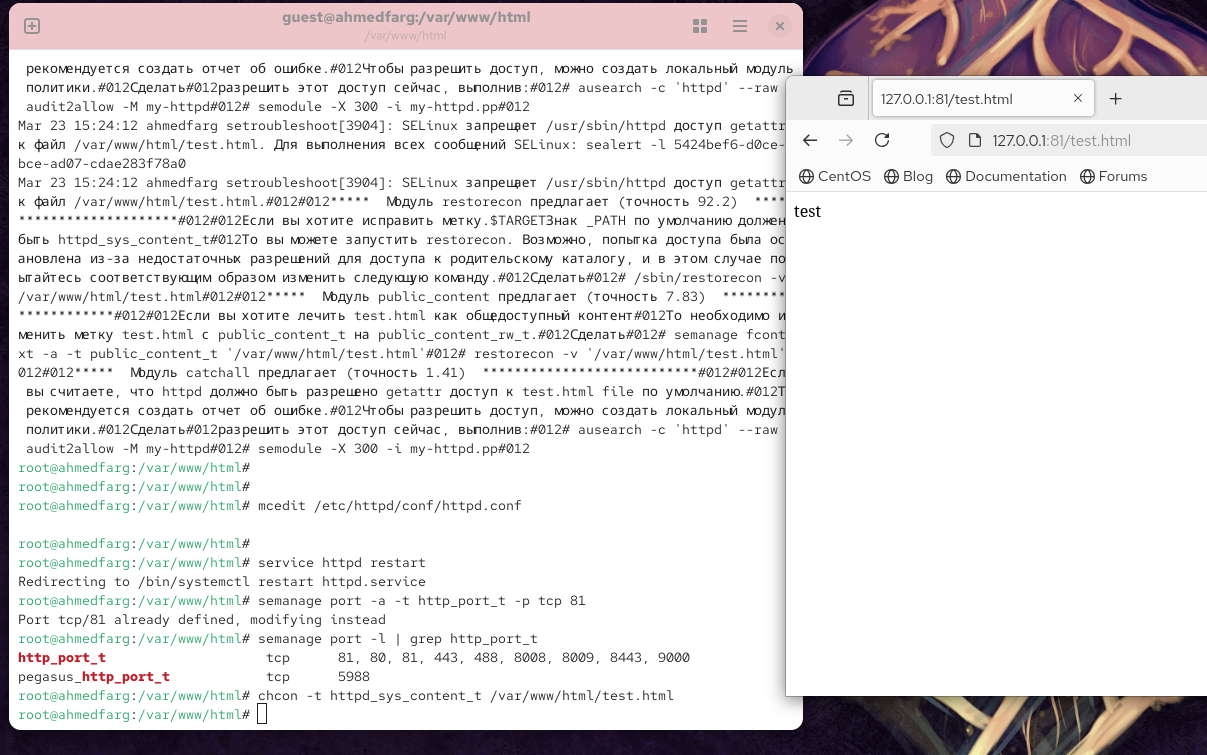 guest@ahmedfarg:/var/www/html
/var/www/html
рекомендуется создать отчет об ошибке.#012Чтобы разрешить доступ, можно создать локальный модуль
политики.#012Сделать#012разрешить этот доступ сейчас, выполнив:#012# ausearch -c 'httpd' --raw
audit2allow -M my-httpd#012# semodule -X 300 -i my-httpd.pp#012
Mar 23 15:24:12 ahmedfarg setroubleshoot[3904]: SELinux запрещает /usr/sbin/httpd доступ getattr
к файл /var/www/html/test.html. Для выполнения всех сообщений SELinux: sealert -l 5424bef6-d0ce-
bce-ad07-cdae283f78a0
Mar 23 15:24:12 ahmedfarg setroubleshoot[3904]: SELinux запрещает /usr/sbin/httpd доступ getattr
к файл /var/www/html/test.html.#012#012***** Модуль restorecon предлагает (точность 92.2) ****
********************#012#012Если вы хотите исправить метку.$TARGETЗнак _PATH по умолчанию должен
быть httpd_sys_content_t#012То вы можете запустить restorecon. Возможно, попытка доступа была ос
ановлена из-за недостаточных разрешений для доступа к родительскому каталогу, и в этом случае по
ытайтесь соответствующим образом изменить следующую команду.#012Сделать#012# /sbin/restorecon -v
/var/www/html/test.html#012#012***** Модуль public_content предлагает (точность 7.83) ********
************#012#012Если вы хотите лечить test.html как общедоступный контент#012То необходимо и
менить метку test.html с public_content_t на public_content_rw_t.#012Сделать#012# semanage fcont
xt -a -t public_content_t '/var/www/html/test.html'#012# restorecon -v '/var/www/html/test.html'
012#012***** Модуль catchall предлагает (точность 1.41) ***************************#012#012Есл
вы считаете, что httpd должно быть разрешено getattr доступ к test.html file по умолчанию.#012Т
рекомендуется создать отчет об ошибке.#012Чтобы разрешить доступ, можно создать локальный модул
политики.#012Сделать#012разрешить этот доступ сейчас, выполнив:#012# ausearch -c 'httpd' --raw
audit2allow -M my-httpd#012# semodule -X 300 -i my-httpd.pp#012
root@ahmedfarg:/var/www/html#
root@ahmedfarg:/var/www/html#
root@ahmedfarg:/var/www/html# mcedit /etc/httpd/conf/httpd.conf
root@ahmedfarg:/var/www/html#
root@ahmedfarg:/var/www/html# service httpd restart
Redirecting to /bin/systemctl restart httpd.service
root@ahmedfarg:/var/www/html# semanage port -a -t http_port_t -p tcp 81
Port tcp/81 already defined, modifying instead
root@ahmedfarg:/var/www/html# semanage port -l | grep http_port_t
http_port_t tcp 81, 80, 81, 443, 488, 8008, 8009, 8443, 9000
pegasus_http_port_t tcp 5988
root@ahmedfarg:/var/www/html# chcon -t httpd_sys_content_t /var/www/html/test.html
root@ahmedfarg:/var/www/html#
127.0.0.1:81/test.html
127.0.0.1:81/test.html
CentOS Blog Documentation Forums
test